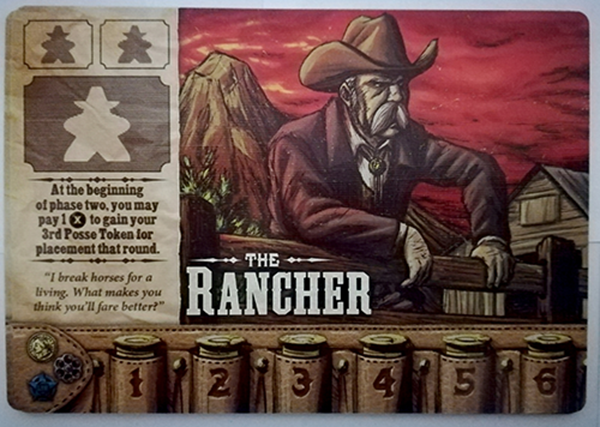 At the beginning
of phase two, you may
pay 1 X to gain your
3rd Posse Token for
placement that round.
"I break horses for a
living. What makes you
think you'll fare better?"
THE
RANCHER
1 2 3 4 5 6